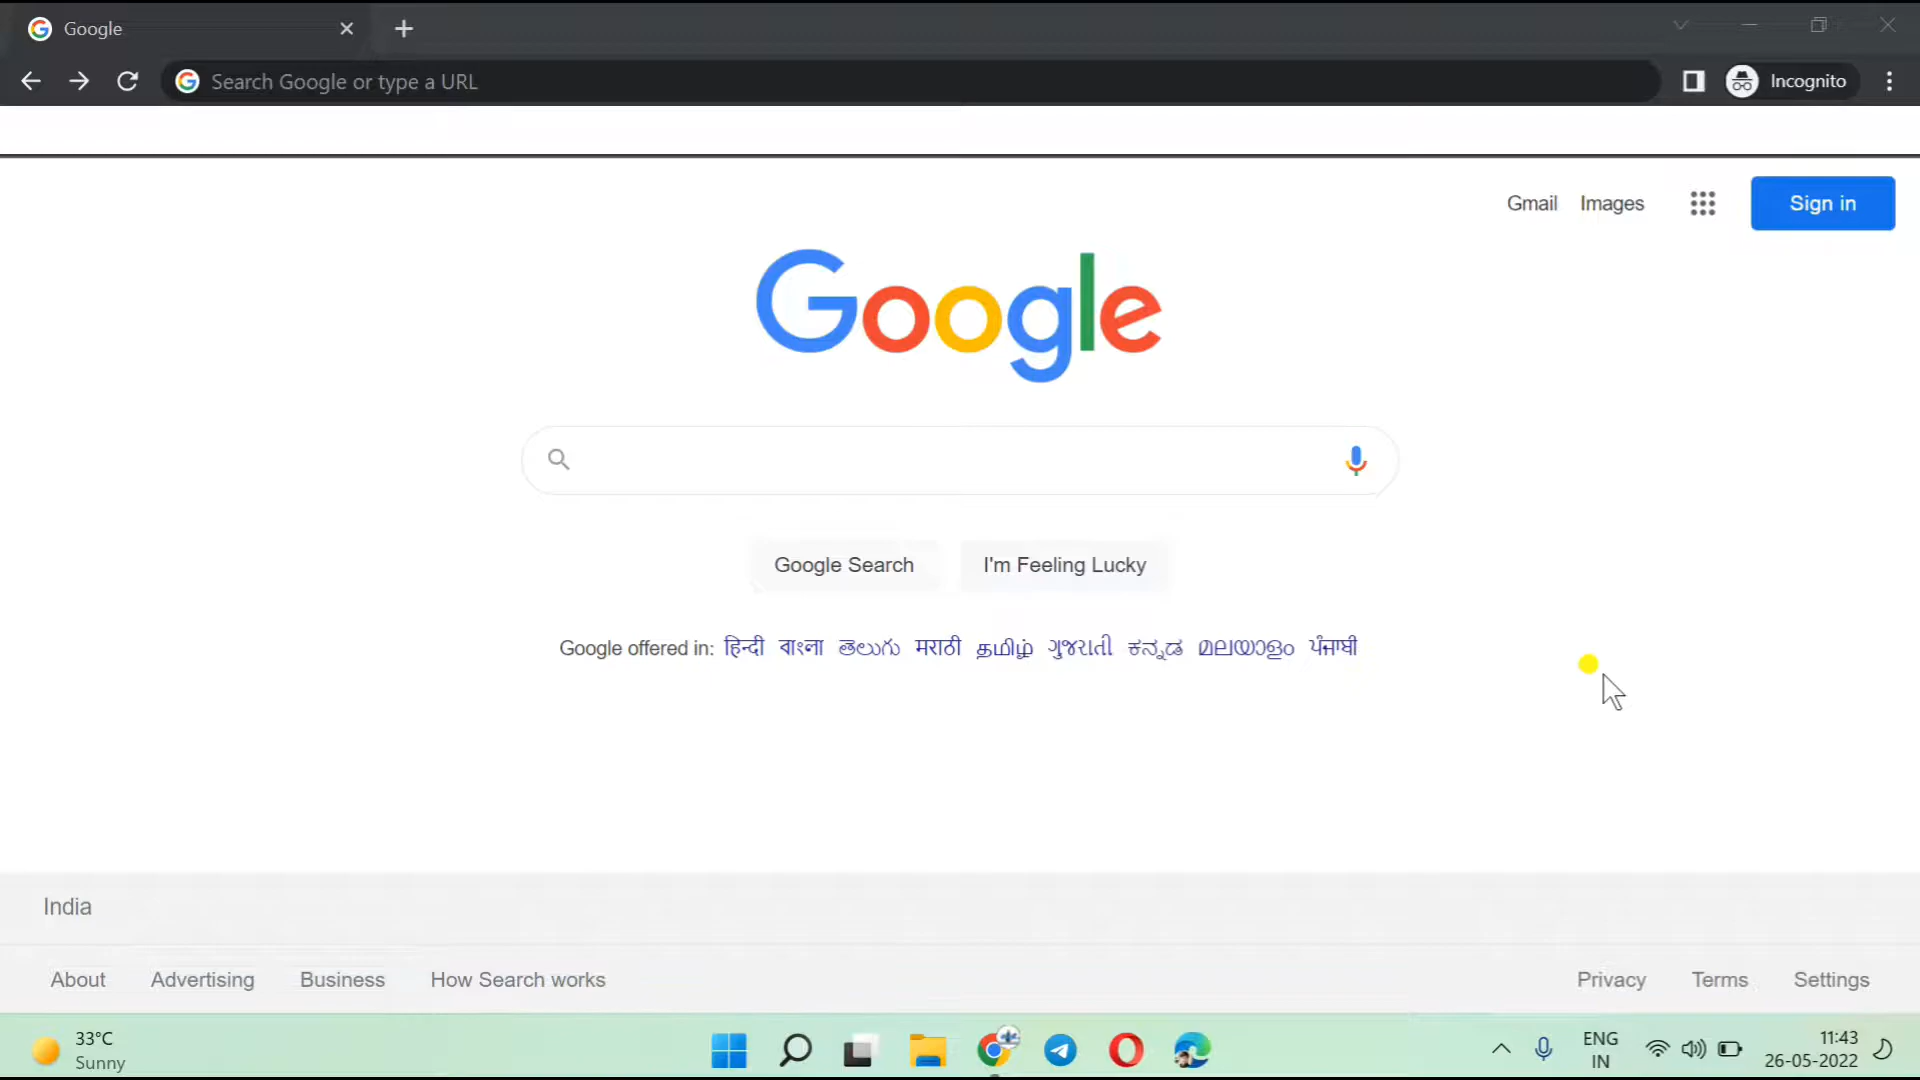 Google
Search Google or type a URL
Incognito
Gmail Images Sign in
Google
Google Search I'm Feeling Lucky
Google offered in: हिन्दी বাংলা తెలుగు मराठी தமிழ் ગુજરાતી ಕನ್ನಡ മലയാളം ਪੰਜਾਬੀ
India
About Advertising Business How Search works Privacy Terms Settings
33°C
Sunny
ENG
IN
11:43
26-05-2022